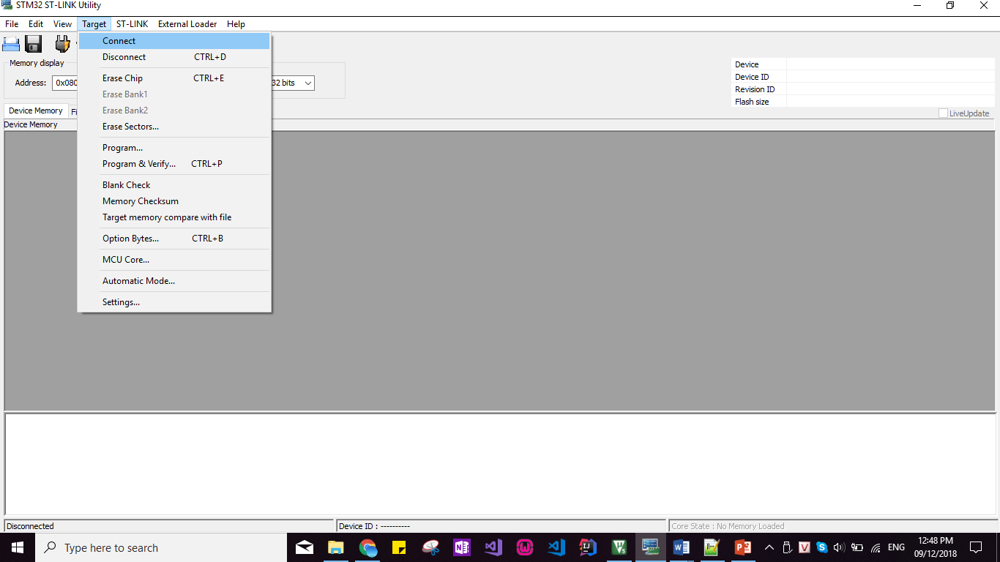 STM32 ST-LINK Utility
File Edit View Target ST-LINK External Loader Help
Connect
Disconnect CTRL+D
Erase Chip CTRL+E
Erase Bank1
Erase Bank2
Erase Sectors...
Program...
Program & Verify... CTRL+P
Blank Check
Memory Checksum
Target memory compare with file
Option Bytes... CTRL+B
MCU Core...
Automatic Mode...
Settings...
Memory display
Address: 0x080 32 bits
Device
Device ID
Revision ID
Flash size
LiveUpdate
Device Memory Fi
Device Memory
Disconnected Device ID : ---------- Core State : No Memory Loaded
Type here to search ENG 12:48 PM
09/12/2018